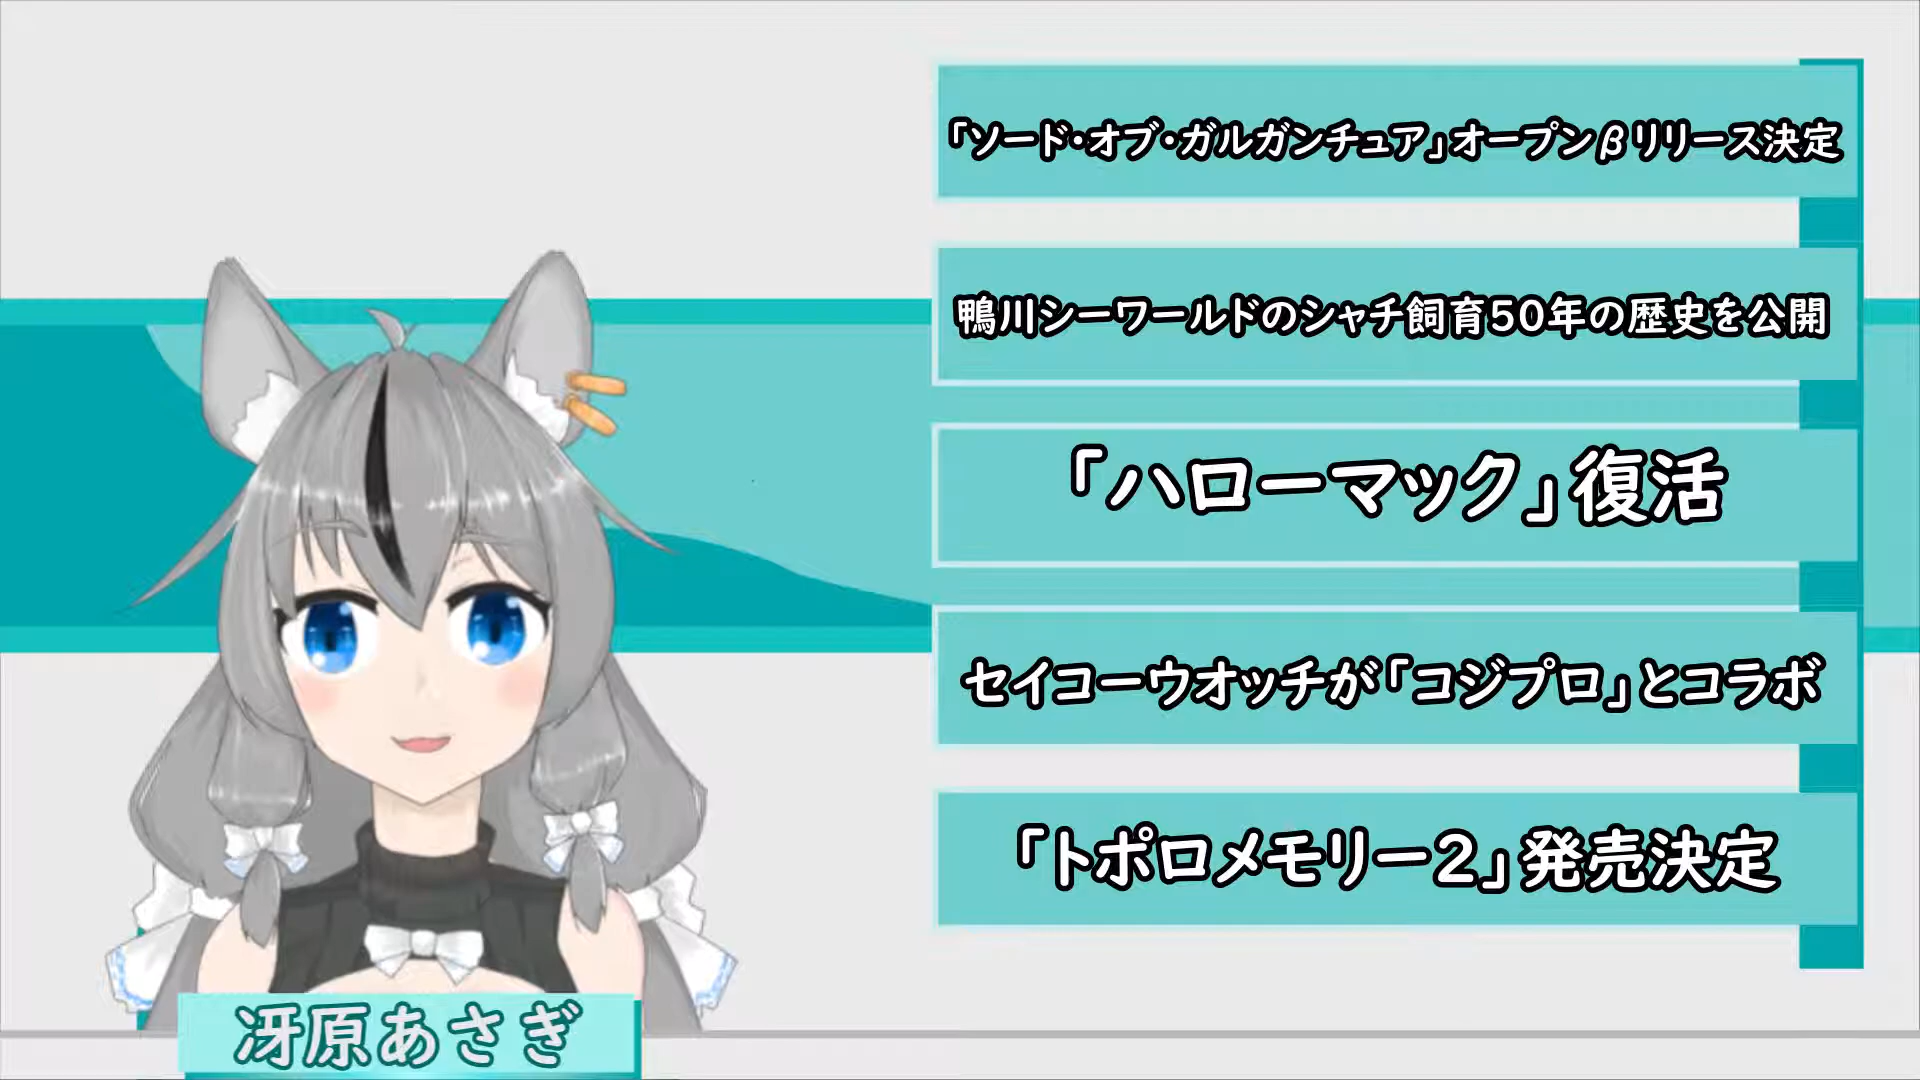 「ソード・オブ・ガルガンチュア」オープンβリリース決定
鴨川シーワールドのシャチ飼育50年の歴史を公開
「ハローマック」復活
セイコーウオッチが「コジプロ」とコラボ
「トポロメモリー2」発売決定
冴原あさぎ